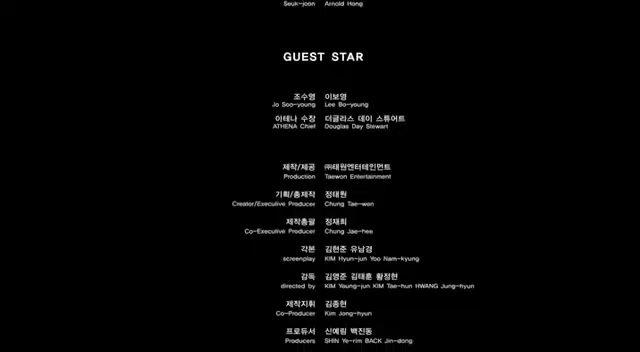 Seuk-joon Arnold Hong
GUEST STAR
조수영 이보영
Jo Soo-young Lee Bo-young
아테나 수장 더글라스 데이 스튜어트
ATHENA Chief Douglas Day Stewart
제작/제공 ㈜태원엔터테인먼트
Production Taewon Entertainment
기획/총제작 정태원
Creator/Executive Producer Chung Tae-won
제작총괄 정재희
Co-Executive Producer Chung Jae-hee
각본 김현준 유남경
screenplay KIM Hyun-jun Yoo Nam-kyung
감독 김영준 김태훈 황정현
directed by KIM Young-jun KIM Tae-hun HWANG Jung-hyun
제작지휘 김종현
Co-Producer Kim Jong-hyun
프로듀서 신예림 백진동
Producers SHIN Ye-rim BACK Jin-dong